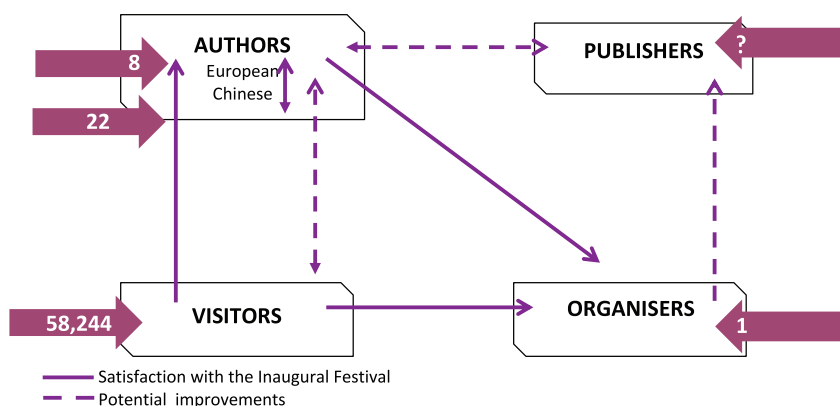 AUTHORS
European
Chinese
8
22
PUBLISHERS
?
VISITORS
58,244
ORGANISERS
1
Satisfaction with the Inaugural Festival
Potential improvements